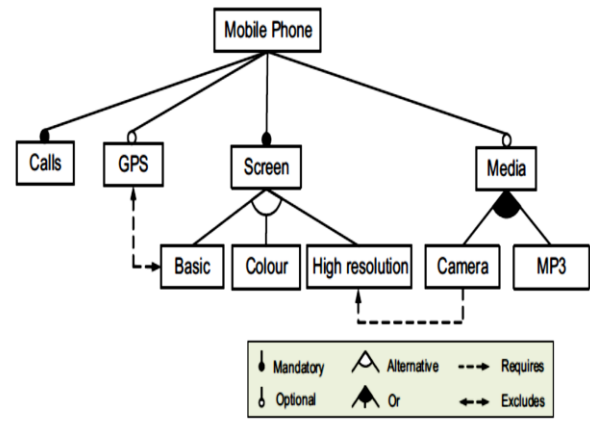 Mobile Phone
Calls GPS Screen Media
Basic Colour High resolution Camera MP3
Mandatory Alternative Requires
Optional Or Excludes